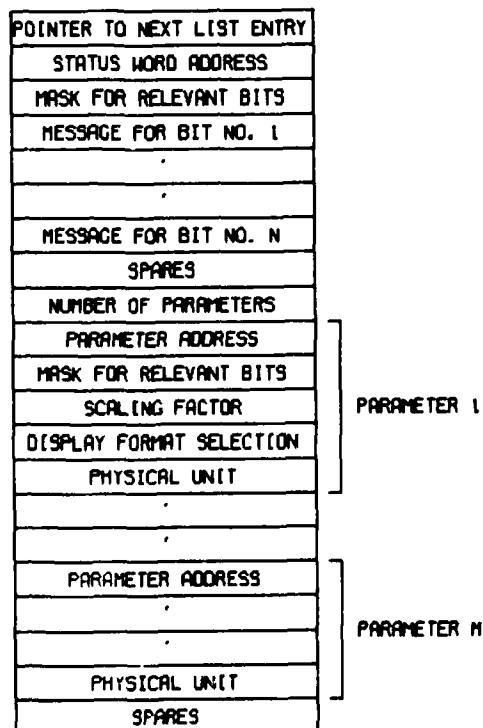 POINTER TO NEXT LIST ENTRY
STATUS WORD ADDRESS
MASK FOR RELEVANT BITS
MESSAGE FOR BIT NO. 1
.
.
MESSAGE FOR BIT NO. N
SPARES
NUMBER OF PARAMETERS
PARAMETER ADDRESS
MASK FOR RELEVANT BITS
SCALING FACTOR
PARAMETER 1
DISPLAY FORMAT SELECTION
PHYSICAL UNIT
.
.
PARAMETER ADDRESS
.
.
PARAMETER M
PHYSICAL UNIT
SPARES